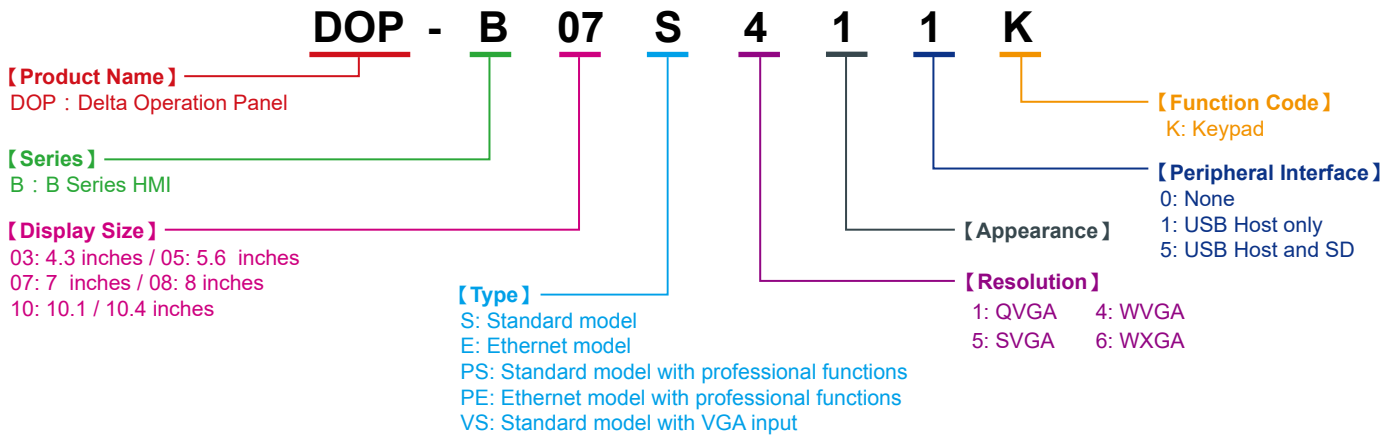 DOP - B 07 S 4 1 1 K
【Product Name】
DOP：Delta Operation Panel
【Series】
B：B Series HMI
【Display Size】
03: 4.3 inches / 05: 5.6 inches
07: 7 inches / 08: 8 inches
10: 10.1 / 10.4 inches
【Type】
S: Standard model
E: Ethernet model
PS: Standard model with professional functions
PE: Ethernet model with professional functions
VS: Standard model with VGA input
【Resolution】
1: QVGA 4: WVGA
5: SVGA 6: WXGA
【Appearance】
【Peripheral Interface】
0: None
1: USB Host only
5: USB Host and SD
【Function Code】
K: Keypad